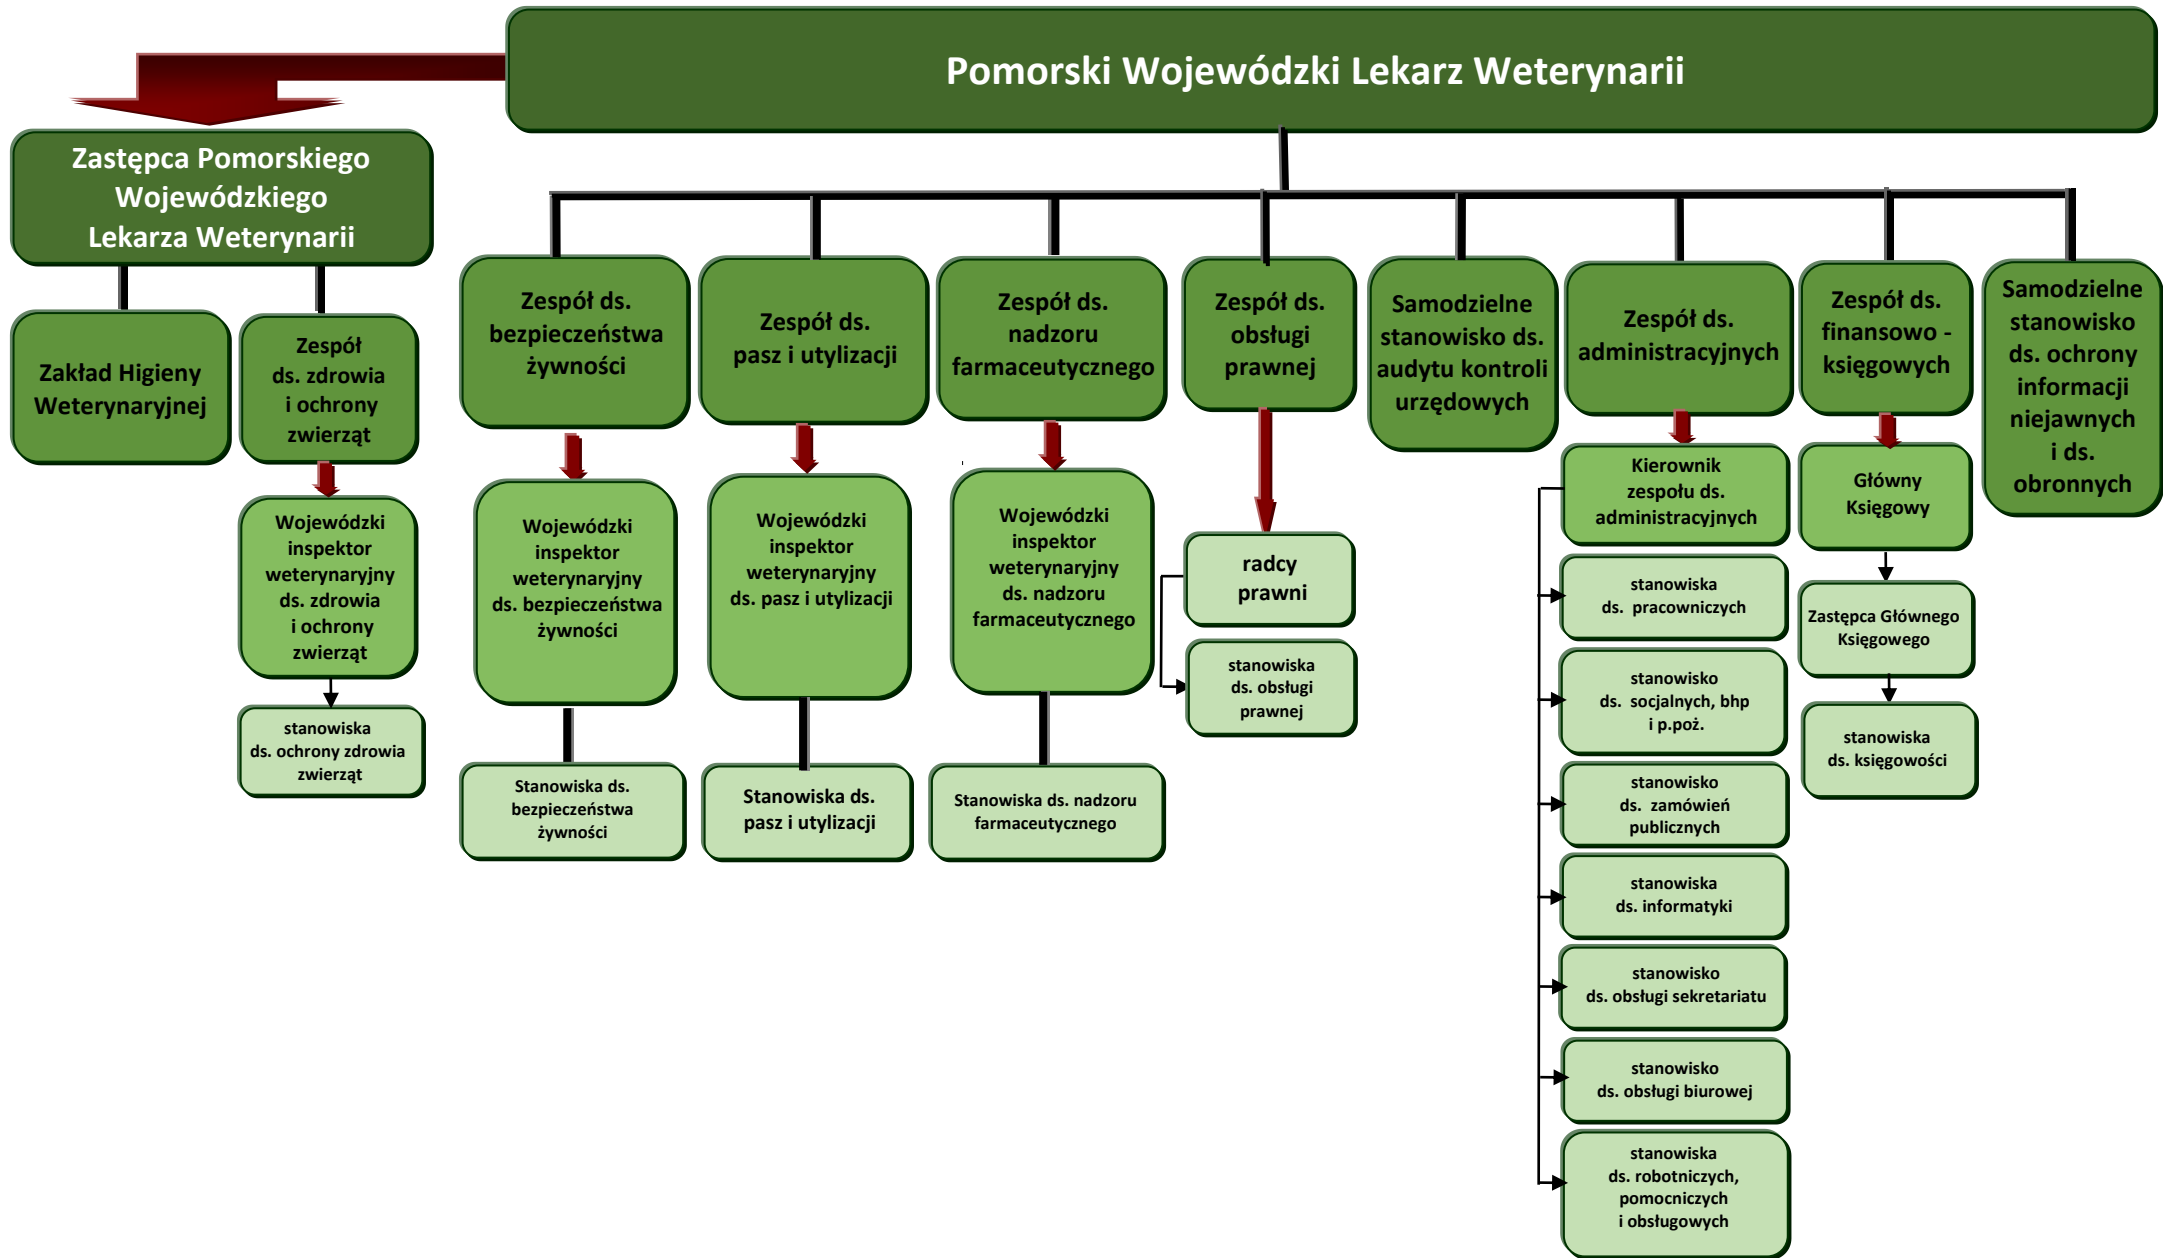 Pomorski Wojewódzki Lekarz Weterynarii
Zastępca Pomorskiego
Wojewódzkiego
Lekarza Weterynarii
Zakład Higieny
Weterynaryjnej
Zespół
ds. zdrowia
i ochrony
zwierząt
Wojewódzki
inspektor
weterynaryjny
ds. zdrowia
i ochrony
zwierząt
stanowiska
ds. ochrony zdrowia
zwierząt
Zespół ds.
bezpieczeństwa
żywności
Wojewódzki
inspektor
weterynaryjny
ds. bezpieczeństwa
żywności
Stanowiska ds.
bezpieczeństwa
żywności
Zespół ds.
pasz i utylizacji
Wojewódzki
inspektor
weterynaryjny
ds. pasz i utylizacji
Stanowiska ds.
pasz i utylizacji
Zespół ds.
nadzoru
farmaceutycznego
Wojewódzki
inspektor
weterynaryjny
ds. nadzoru
farmaceutycznego
Stanowiska ds. nadzoru
farmaceutycznego
Zespół ds.
obsługi
prawnej
radcy
prawni
stanowiska
ds. obsługi
prawnej
Samodzielne
stanowisko ds.
audytu kontroli
urzędowych
Zespół ds.
administracyjnych
Kierownik
zespołu ds.
administracyjnych
stanowiska
ds. pracowniczych
stanowisko
ds. socjalnych, bhp
i p.poż.
stanowisko
ds. zamówień
publicznych
stanowiska
ds. informatyki
stanowisko
ds. obsługi sekretariatu
stanowisko
ds. obsługi biurowej
stanowiska
ds. robotniczych,
pomocniczych
i obsługowych
Zespół ds.
finansowo -
księgowych
Główny
Księgowy
Zastępca Głównego
Księgowego
stanowiska
ds. księgowości
Samodzielne
stanowisko
ds. ochrony
informacji
niejawnych
i ds.
obronnych